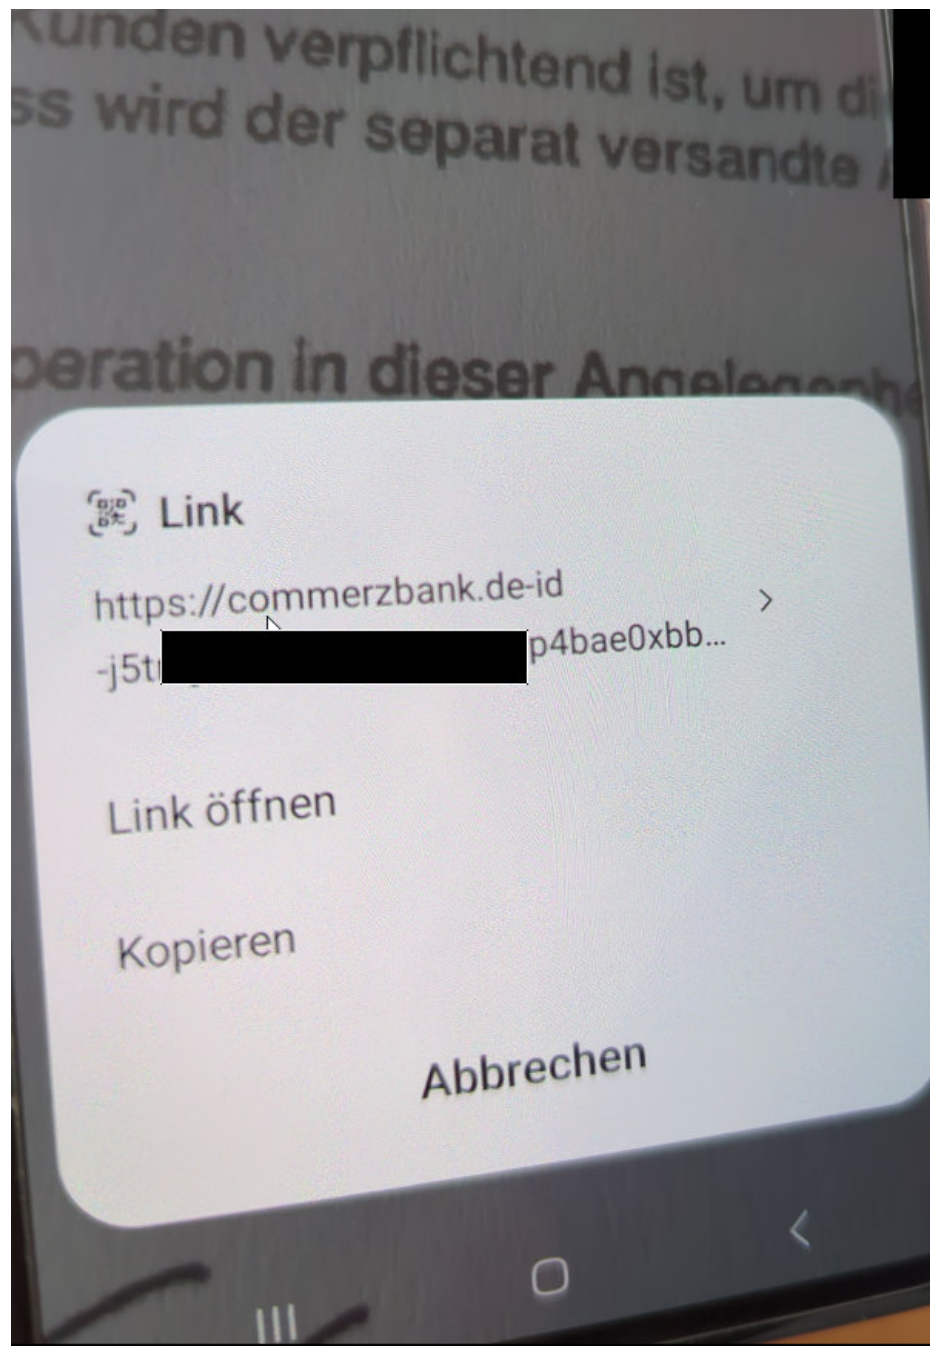 Kunden verpflichtend ist, um di
ss wird der separat versandte
peration in dieser Angelegenhe
Link
https://commerzbank.de-id
-j5t
p4bae0xbb...
Link öffnen
Kopieren
Abbrechen